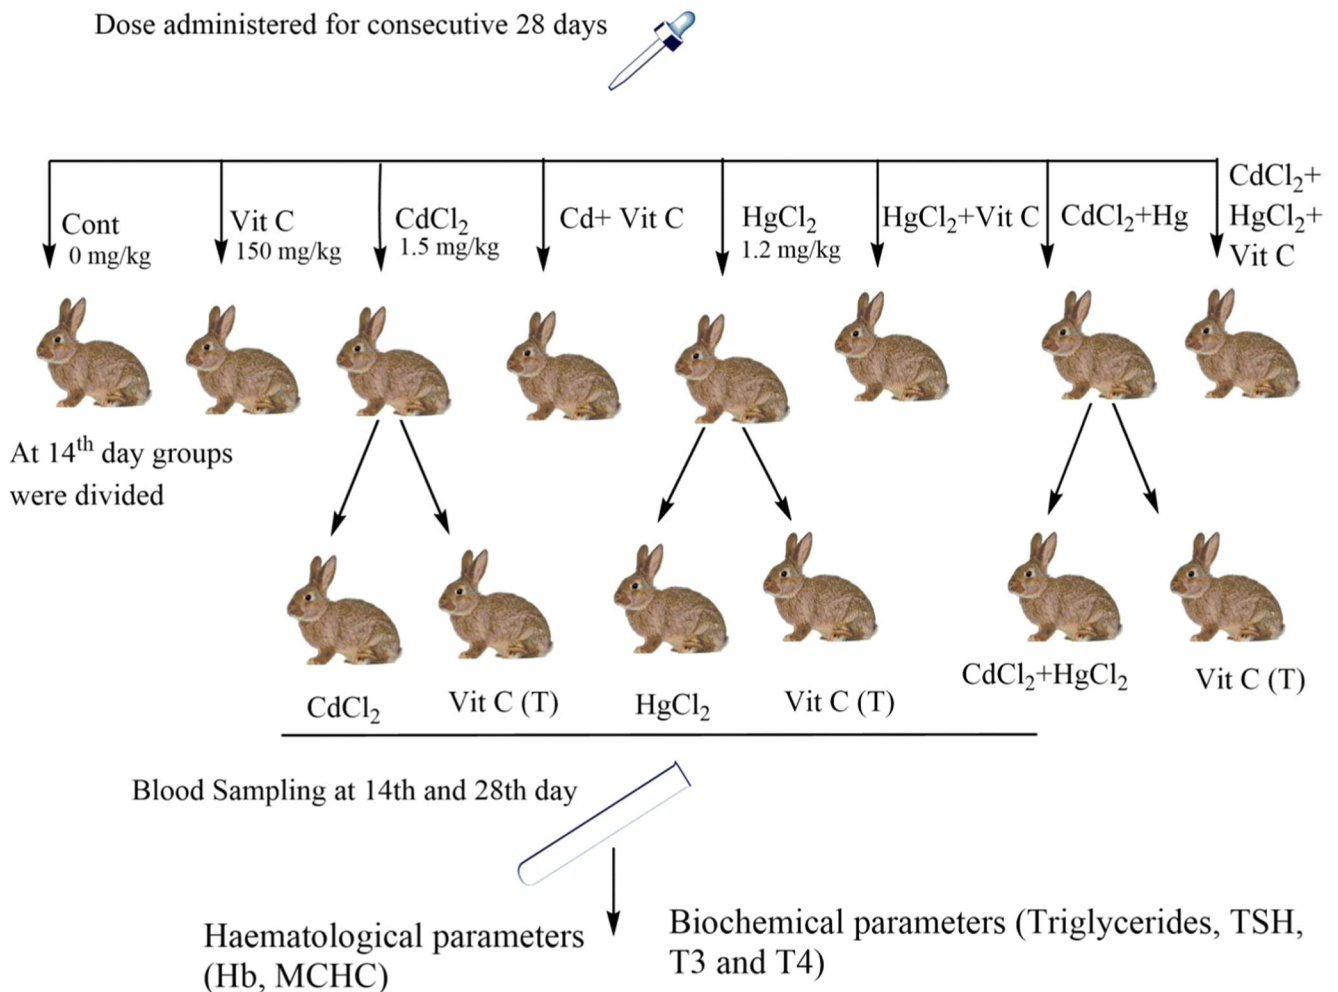 Dose administered for consecutive 28 days
Cont
0 mg/kg
Vit C
150 mg/kg
CdCl₂
1.5 mg/kg
Cd+ Vit C
HgCl₂
1.2 mg/kg
HgCl₂+Vit C
CdCl₂+Hg
CdCl₂+
HgCl₂+
Vit C
At 14ᵗʰ day groups
were divided
CdCl₂
Vit C (T)
HgCl₂
Vit C (T)
CdCl₂+HgCl₂
Vit C (T)
Blood Sampling at 14th and 28th day
Haematological parameters
(Hb, MCHC)
Biochemical parameters (Triglycerides, TSH,
T3 and T4)